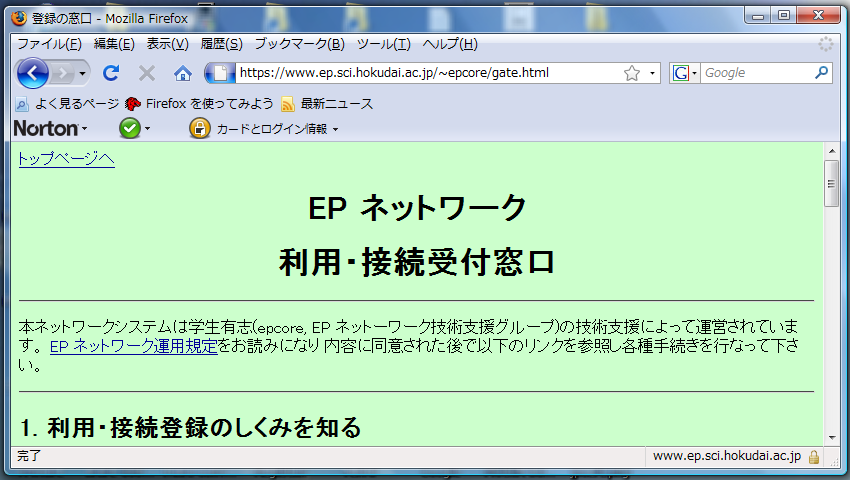 登録の窓口 - Mozilla Firefox
ファイル(F) 編集(E) 表示(V) 履歴(S) ブックマーク(B) ツール(T) ヘルプ(H)
https://www.ep.sci.hokudai.ac.jp/~epcore/gate.html
G Google
よく見るページ Firefox を使ってみよう 最新ニュース
Norton カードとログイン情報
トップページへ
EP ネットワーク
利用・接続受付窓口
本ネットワークシステムは学生有志(epcore, EP ネットーワーク技術支援グループ)の技術支援によって運営されていま
す。 EP ネットワーク運用規定をお読みになり 内容に同意された後で以下のリンクを参照し各種手続きを行なって下さ
い。
1. 利用・接続登録のしくみを知る
完了
www.ep.sci.hokudai.ac.jp